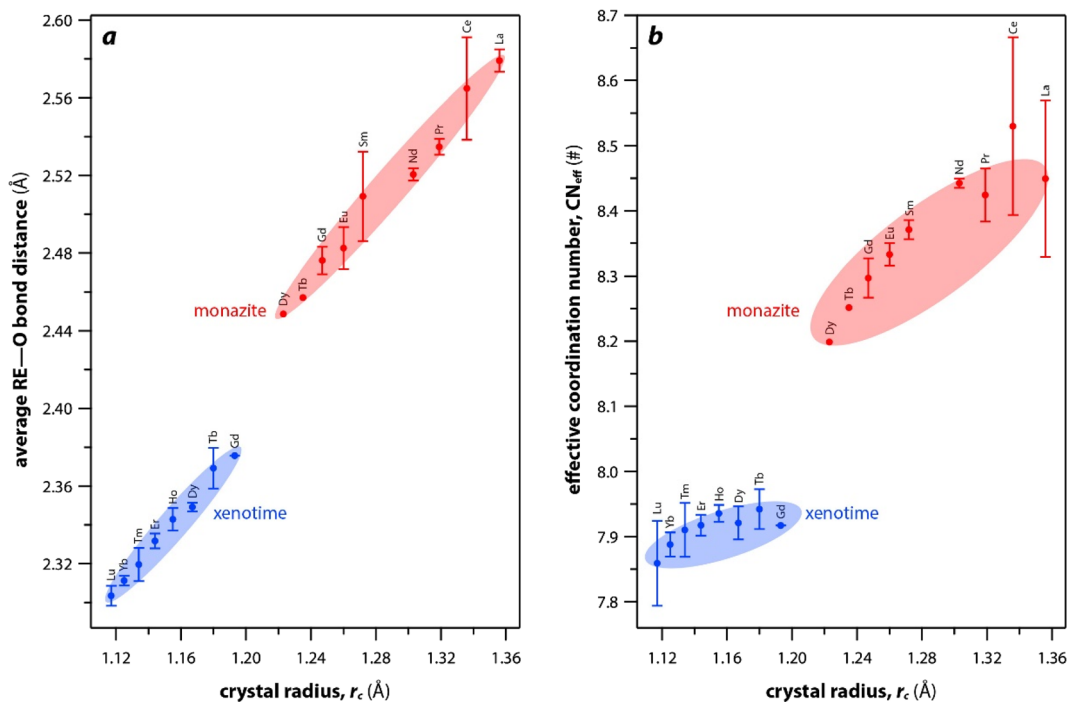 a
average RE—O bond distance (Å)
2.60
2.56
2.52
2.48
2.44
2.40
2.36
2.32
Ce
La
Pr
Nd
Sm
Eu
Gd
Tb
Dy
monazite
Gd
Tb
Dy
Ho
Er
Tm
Yb
Lu
xenotime
1.12 1.16 1.20 1.24 1.28 1.32 1.36
crystal radius, rc (Å)
b
effective coordination number, CNeff (#)
8.7
8.6
8.5
8.4
8.3
8.2
8.1
8.0
7.9
7.8
Ce
La
Nd
Pr
Sm
Eu
Gd
Tb
Dy
monazite
Lu
Yb
Tm
Er
Ho
Dy
Tb
Gd
xenotime
1.12 1.16 1.20 1.24 1.28 1.32 1.36
crystal radius, rc (Å)